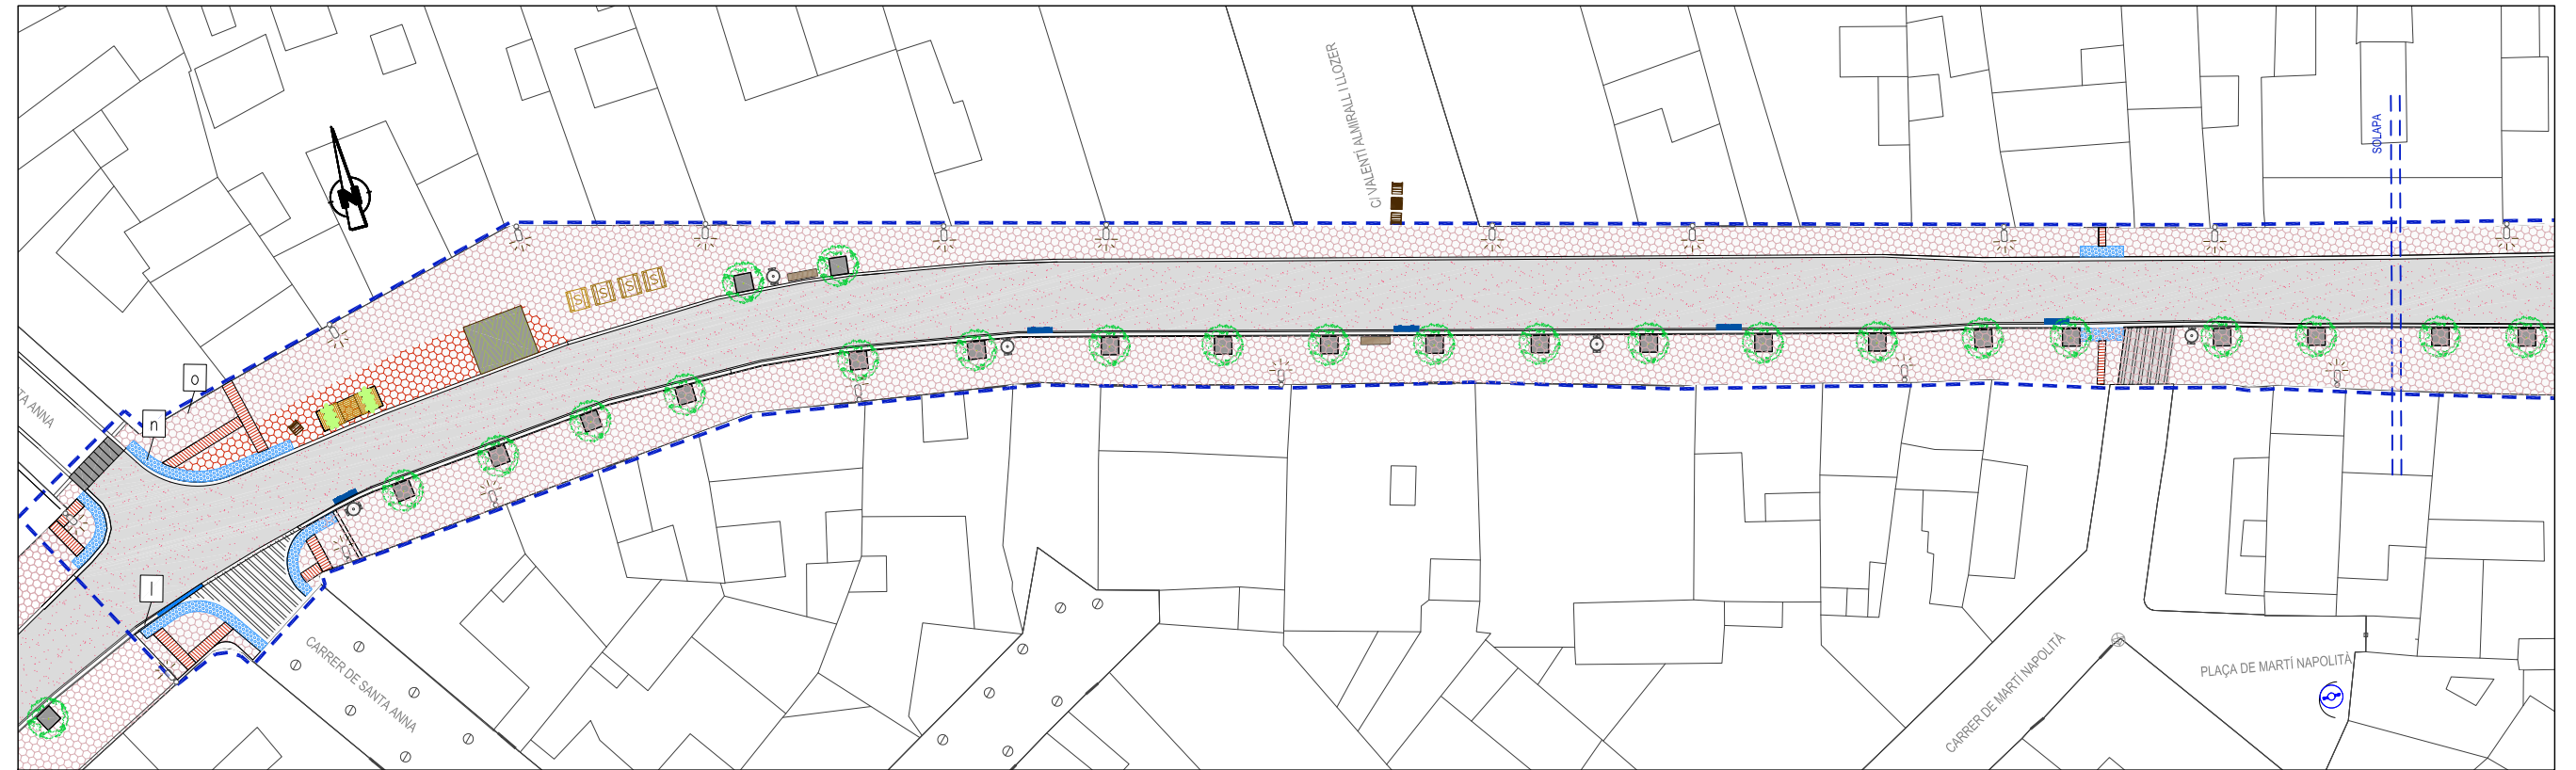 C/ VALENTÍ ALMIRALL I LLOZER
SOLAPA
N
S S S S
o
n
TA ANNA
l
CARRER DE SANTA ANNA
CARRER DE MARTÍ NAPOLITÀ
PLAÇA DE MARTÍ NAPOLITÀ